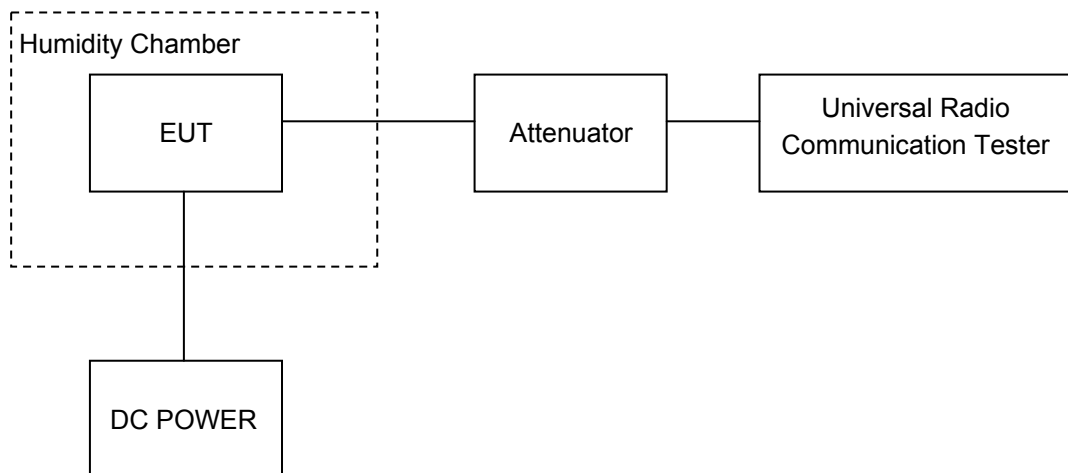 Humidity Chamber
EUT
Attenuator
Universal Radio
Communication Tester
DC POWER